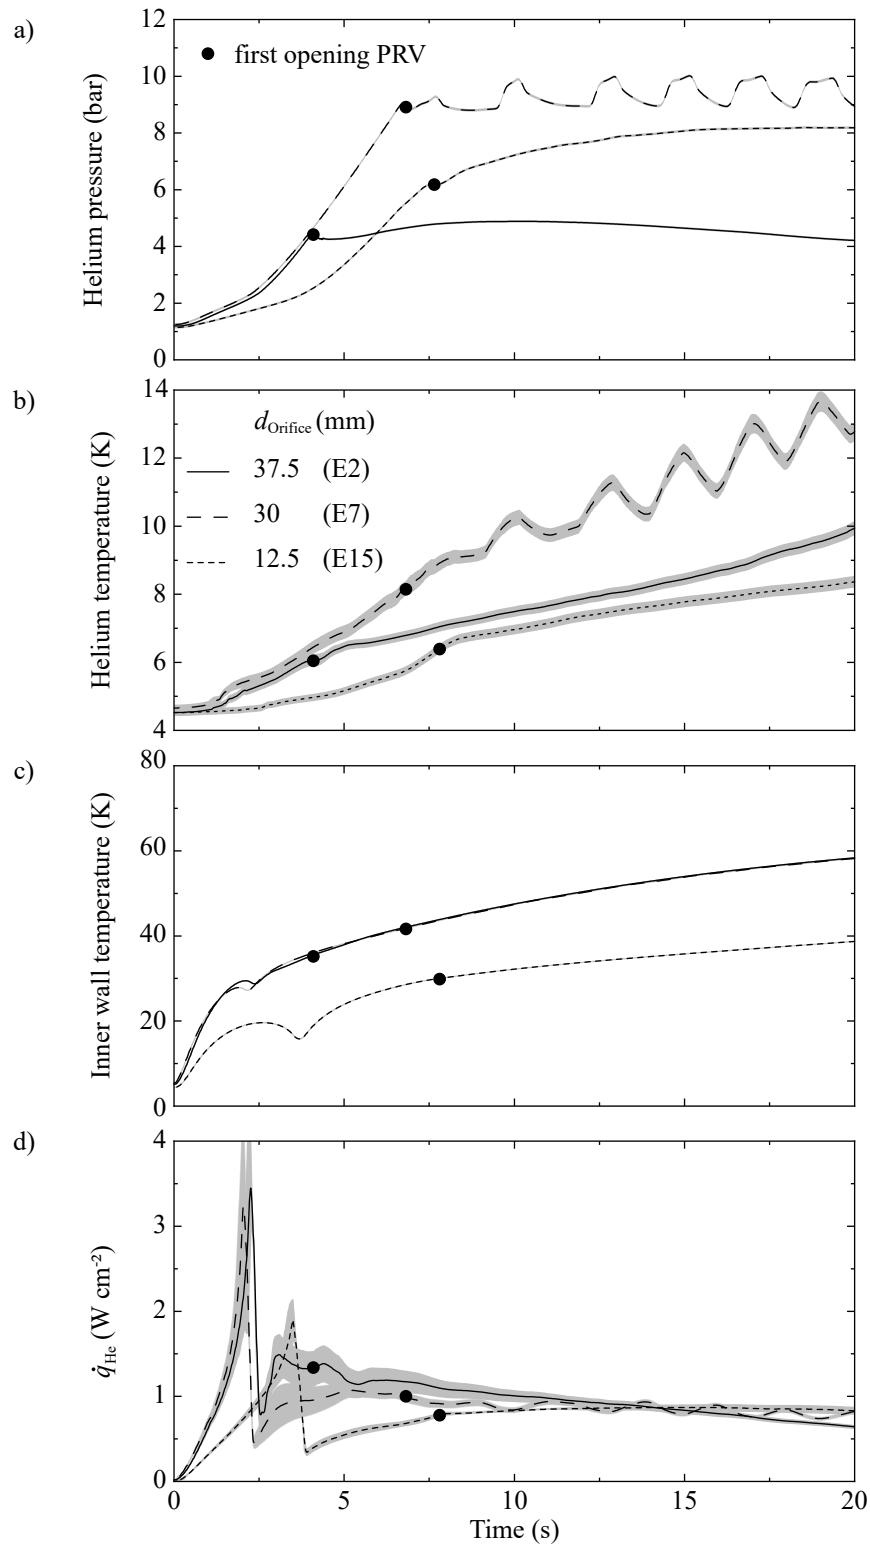 a)
Helium pressure (bar)
12
10
8
6
4
2
0
first opening PRV
b)
Helium temperature (K)
14
12
10
8
6
4
dOrifice (mm)
37.5 (E2)
30 (E7)
12.5 (E15)
c)
Inner wall temperature (K)
80
60
40
20
0
d)
q̇He (W cm-2)
4
3
2
1
0
0 5 10 15 20
Time (s)